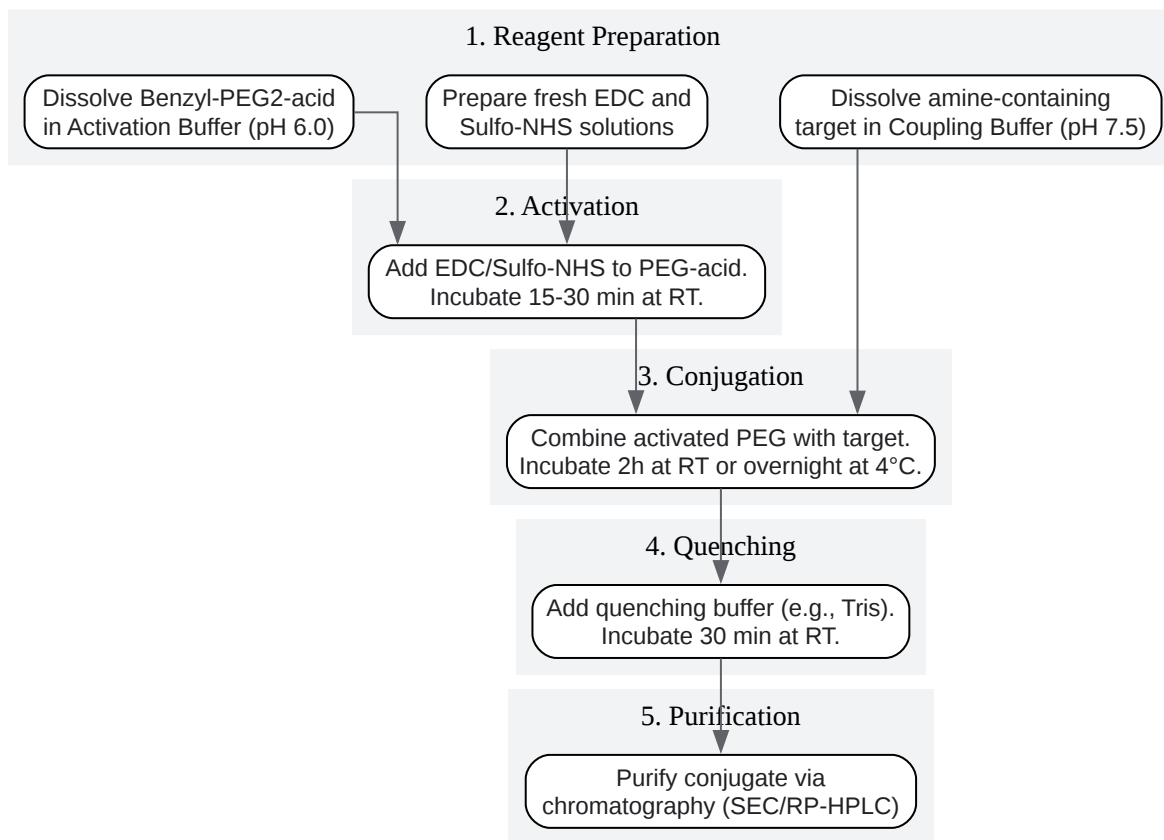 1. Reagent Preparation
Dissolve Benzyl-PEG2-acid
in Activation Buffer (pH 6.0)
Prepare fresh EDC and
Sulfo-NHS solutions
Dissolve amine-containing
target in Coupling Buffer (pH 7.5)
2. Activation
Add EDC/Sulfo-NHS to PEG-acid.
Incubate 15-30 min at RT.
3. Conjugation
Combine activated PEG with target.
Incubate 2h at RT or overnight at 4°C.
4. Quenching
Add quenching buffer (e.g., Tris).
Incubate 30 min at RT.
5. Purification
Purify conjugate via
chromatography (SEC/RP-HPLC)